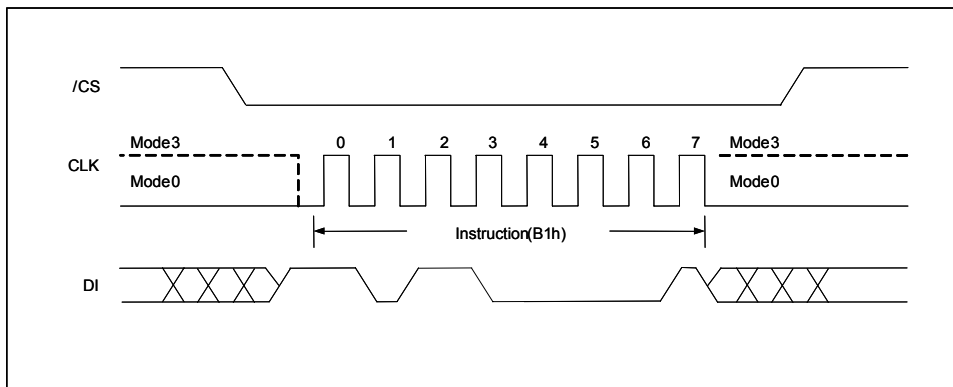 /CS
Mode3 0 1 2 3 4 5 6 7 Mode3
CLK
Mode0 Mode0
Instruction(B1h)
DI